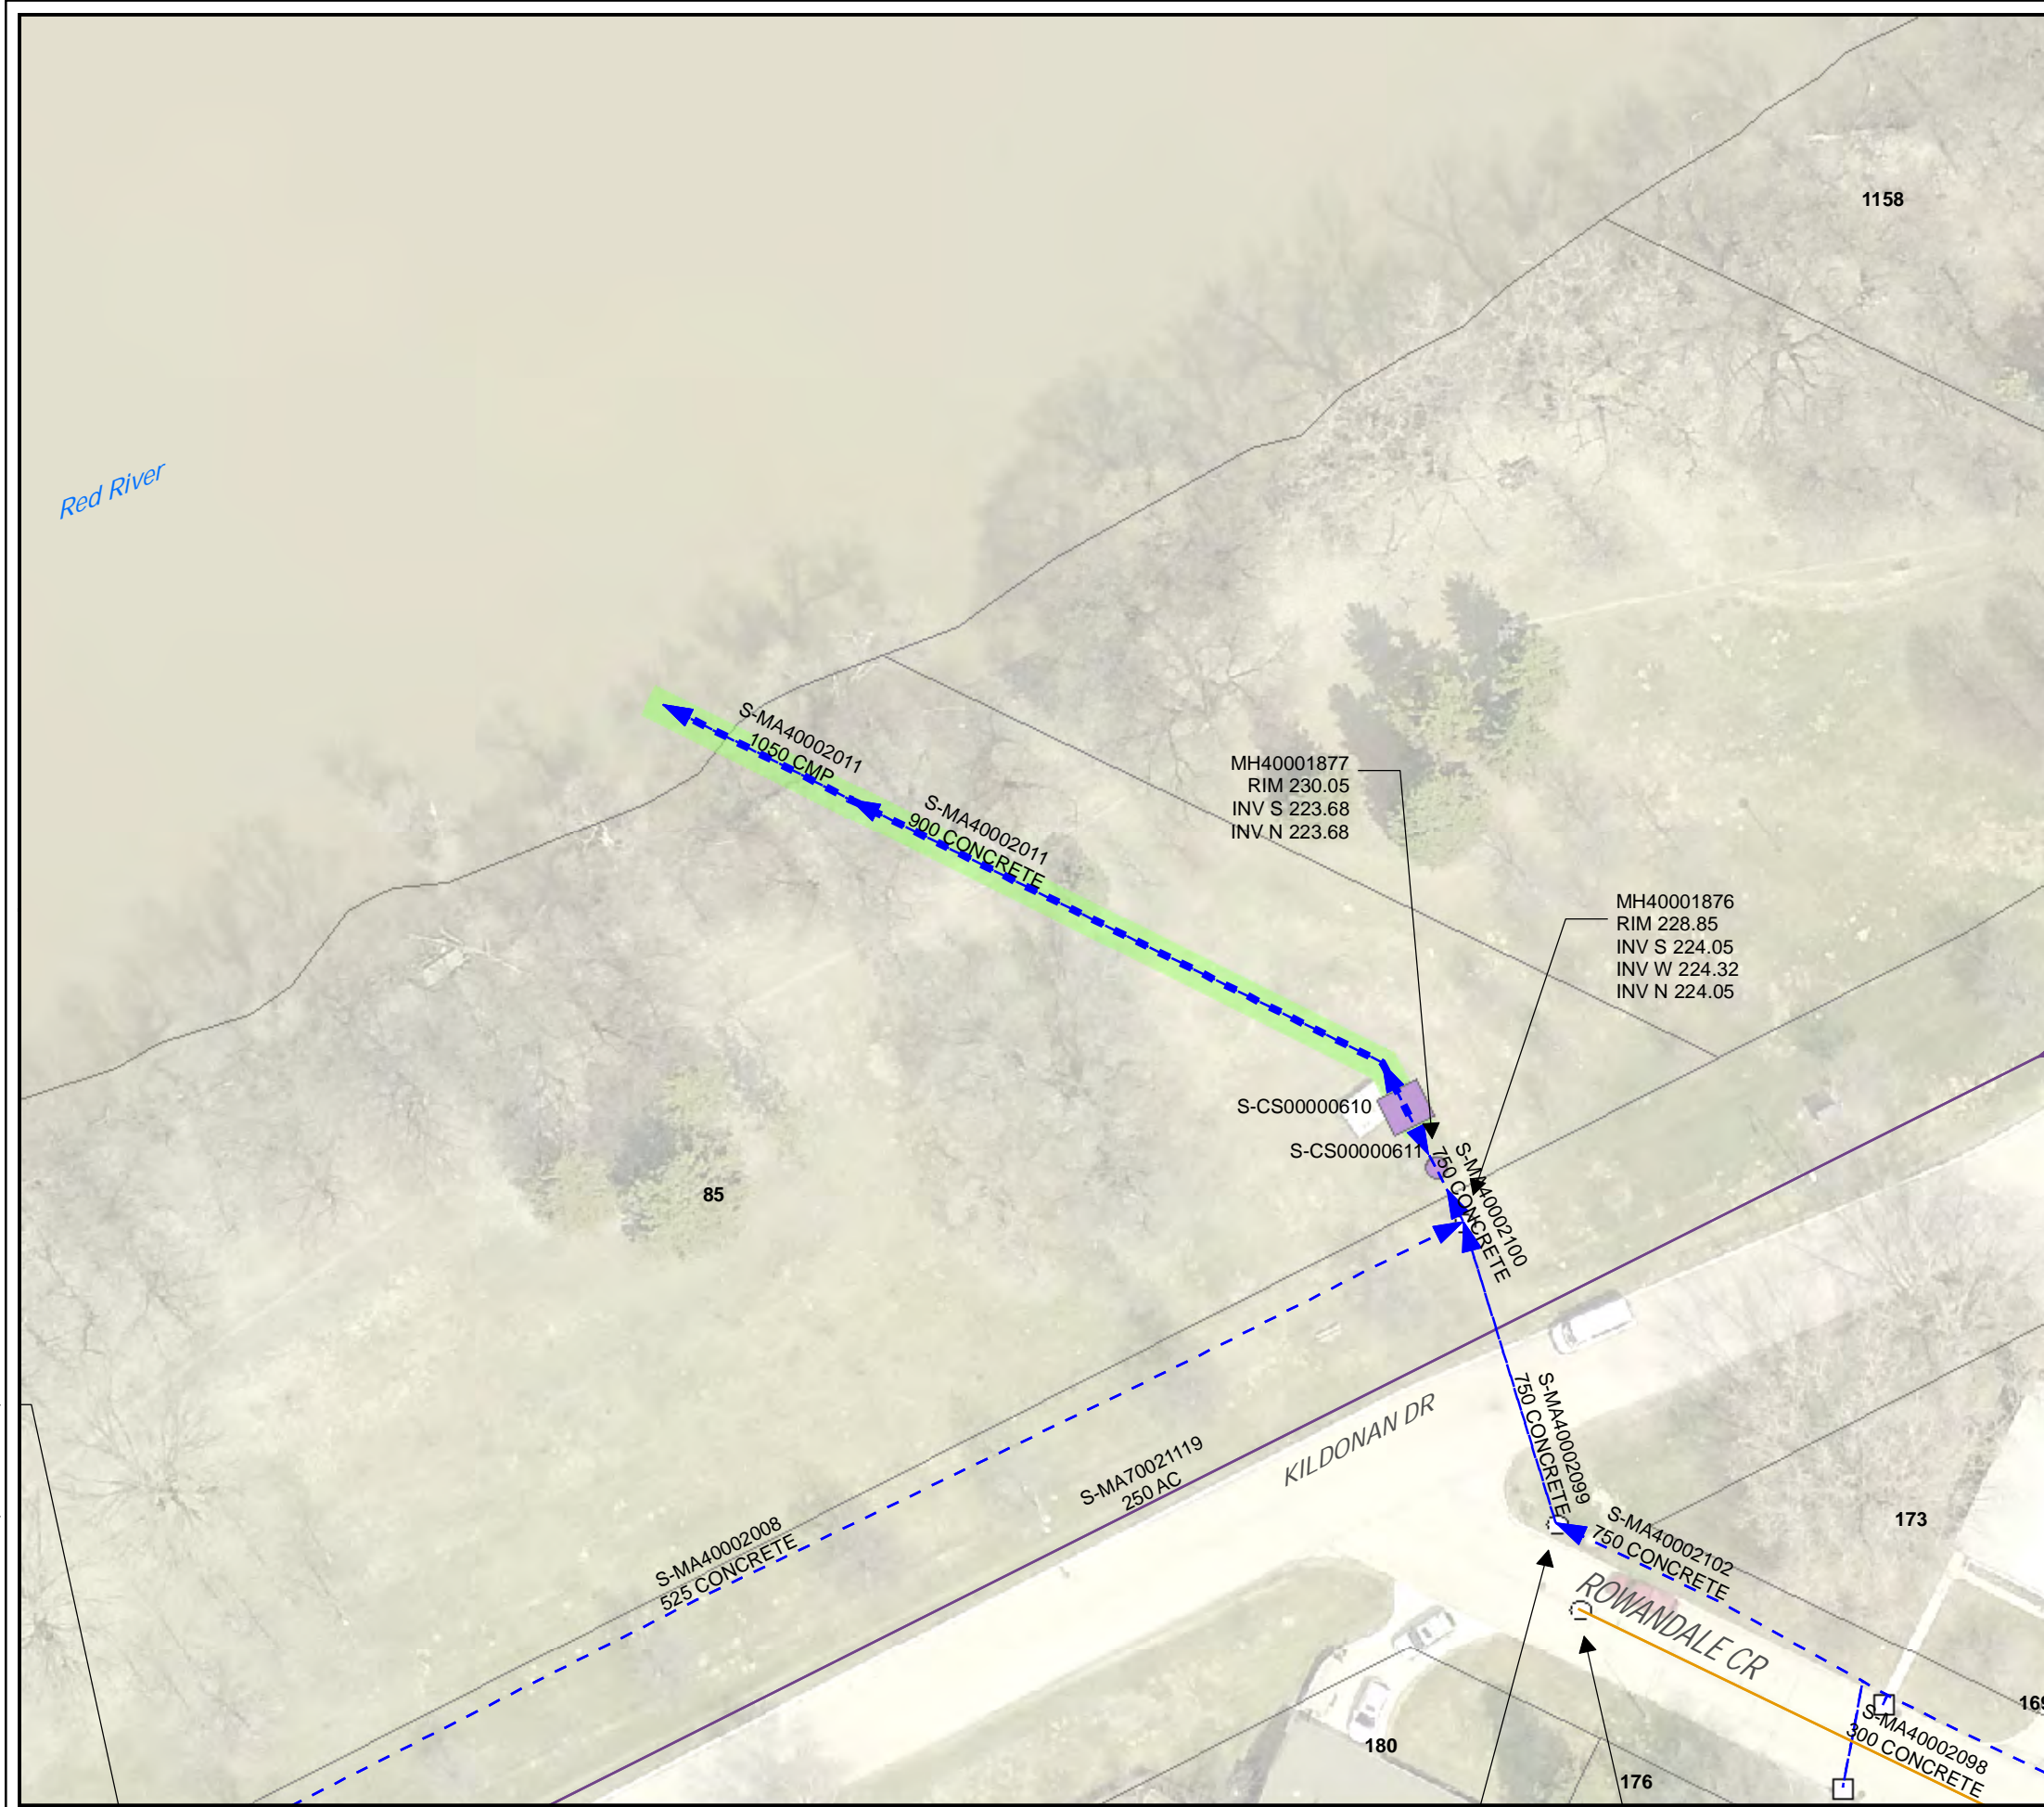 1158
Red River
S-MA40002011
1050 CMP
S-MA40002011
900 CONCRETE
MH40001877
RIM 230.05
INV S 223.68
INV N 223.68
MH40001876
RIM 228.85
INV S 224.05
INV W 224.32
INV N 224.05
S-CS00000610
S-CS00000611
S-MA40002100
750 CONCRETE
85
S-MA40002099
750 CONCRETE
KILDONAN DR
S-MA70021119
250 AC
S-MA40002008
525 CONCRETE
S-MA40002102
750 CONCRETE
173
ROWANDALE CR
169
S-MA40002098
300 CONCRETE
180
176